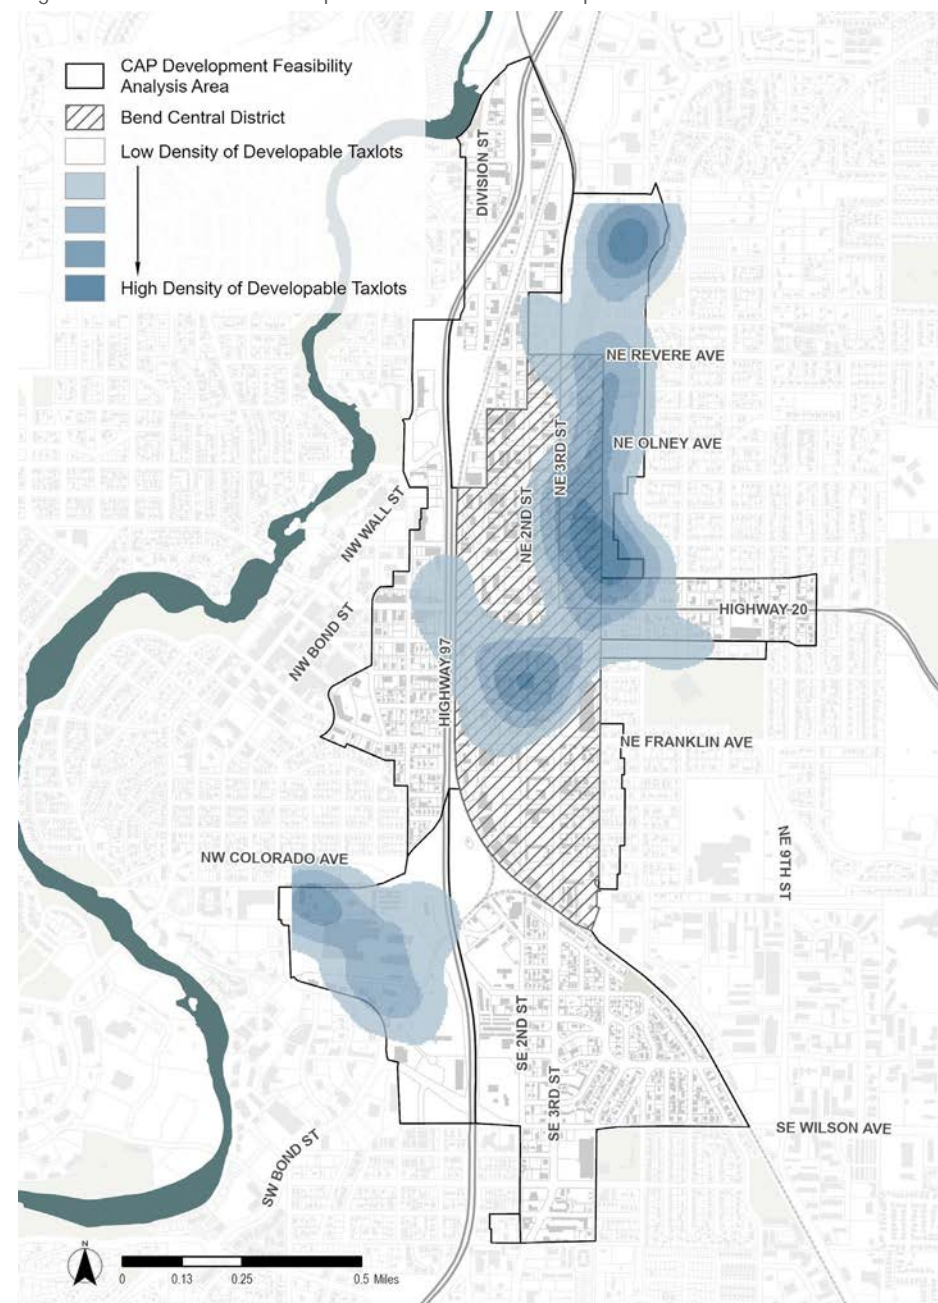 CAP Development Feasibility
Analysis Area
Bend Central District
Low Density of Developable Taxlots
High Density of Developable Taxlots
DIVISION ST
NE REVERE AVE
NE OLNEY AVE
NE 3RD ST
NE 2ND ST
NW WALL ST
HIGHWAY 20
NW BOND ST
HIGHWAY 97
NE FRANKLIN AVE
NW COLORADO AVE
NE 9TH ST
SE 2ND ST
SE 3RD ST
SE WILSON AVE
SW BOND ST
N
0 0.13 0.25 0.5 Miles